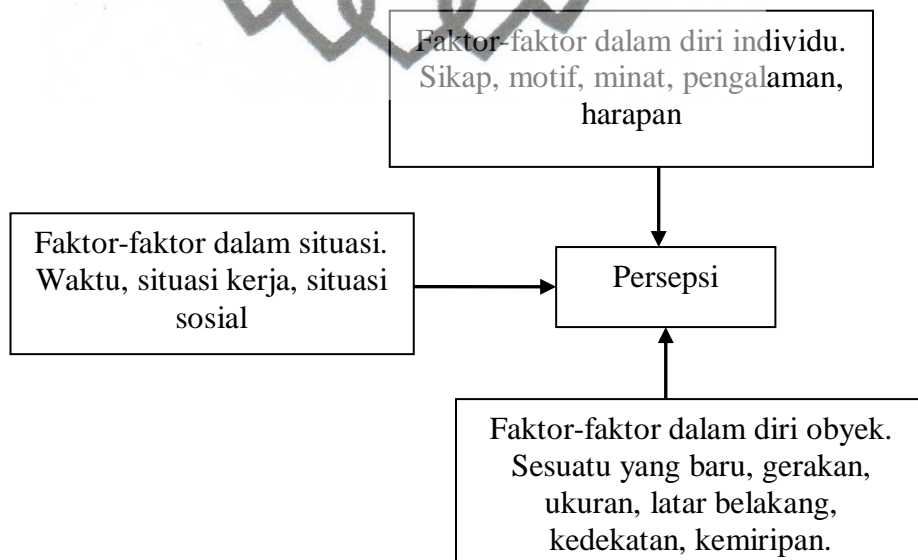 Faktor-faktor dalam diri individu.
Sikap, motif, minat, pengalaman,
harapan
Faktor-faktor dalam situasi.
Waktu, situasi kerja, situasi
sosial
Persepsi
Faktor-faktor dalam diri obyek.
Sesuatu yang baru, gerakan,
ukuran, latar belakang,
kedekatan, kemiripan.